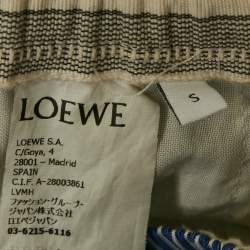 LOEWE
S
LOEWE S.A.
C/Goya, 4
28001 - Madrid
SPAIN
C.I.F. A-28003861
LVMH
ファッション・グループ
ジャパン株式会社
ロエベジャパン
03-6215-6116